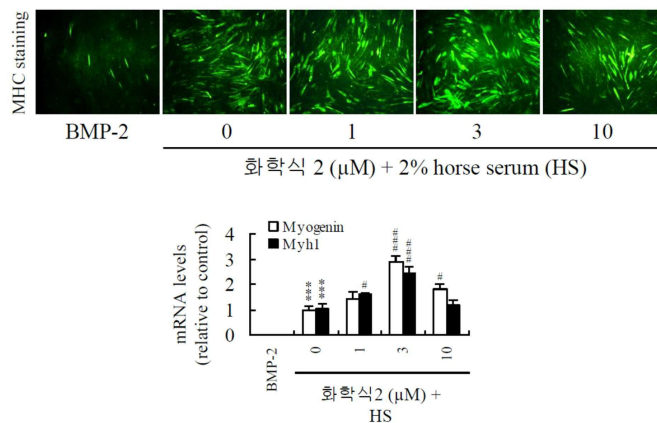 MHC staining
BMP-2 0 1 3 10
화학식 2 (µM) + 2% horse serum (HS)
Myogenin
Myh1
mRNA levels
(relative to control)
4
3
2
1
0
*** *** # ### ### #
BMP-2 0 1 3 10
화학식2 (µM) +
HS